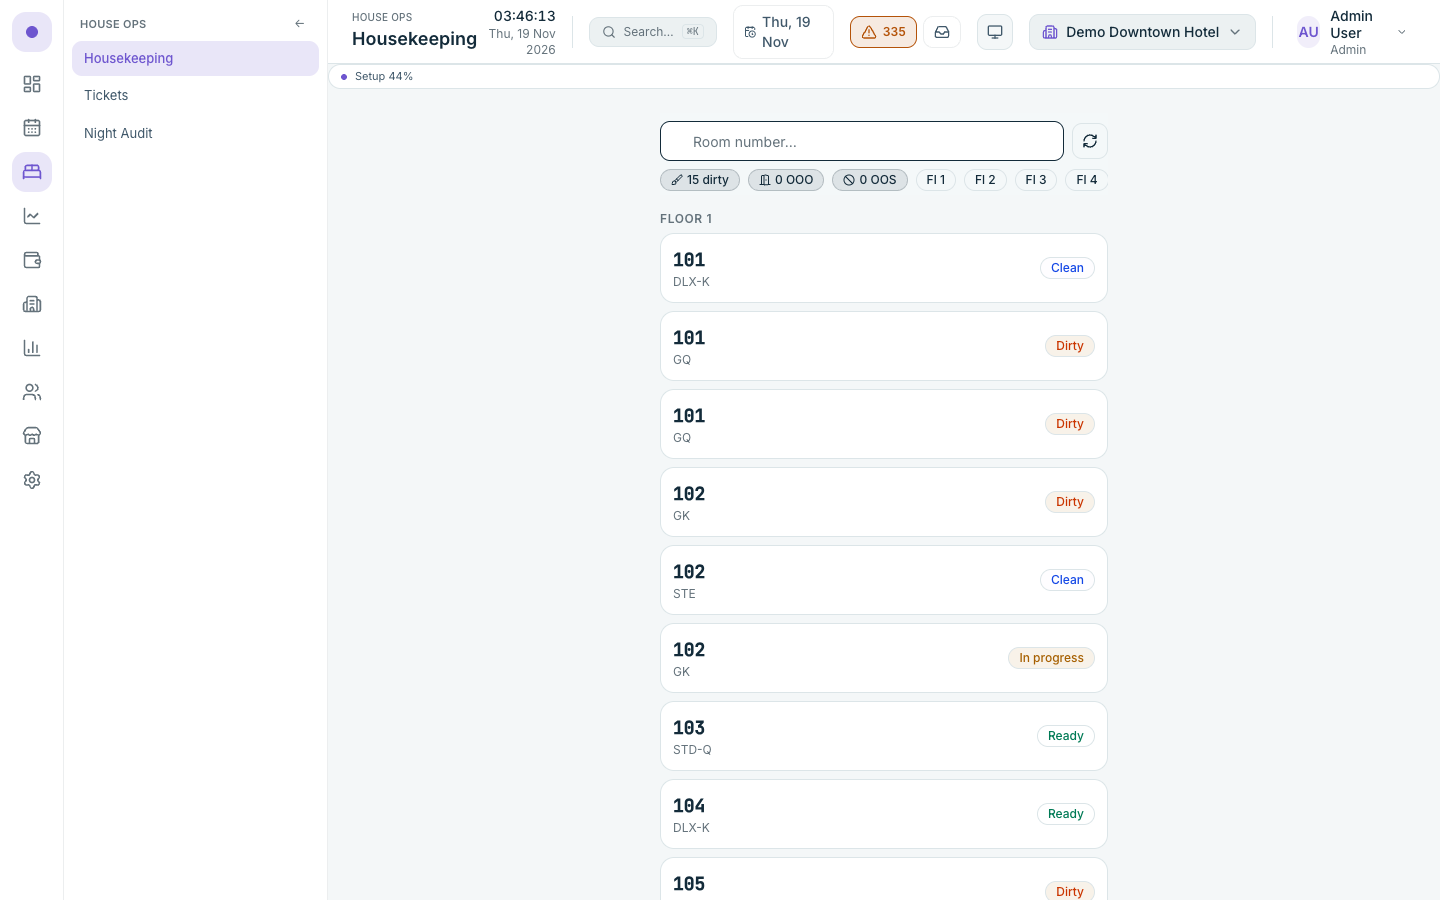 HOUSE OPS
Housekeeping
Tickets
Night Audit
HOUSE OPS
Housekeeping
03:46:13
Thu, 19 Nov
2026
Search...
⌘K
Thu, 19
Nov
335
Demo Downtown Hotel
AU
Admin
User
Admin
Setup 44%
Room number...
15 dirty
0 OOO
0 OOS
Fl 1
Fl 2
Fl 3
Fl 4
FLOOR 1
101
DLX-K
Clean
101
GQ
Dirty
101
GQ
Dirty
102
GK
Dirty
102
STE
Clean
102
GK
In progress
103
STD-Q
Ready
104
DLX-K
Ready
105
Dirty